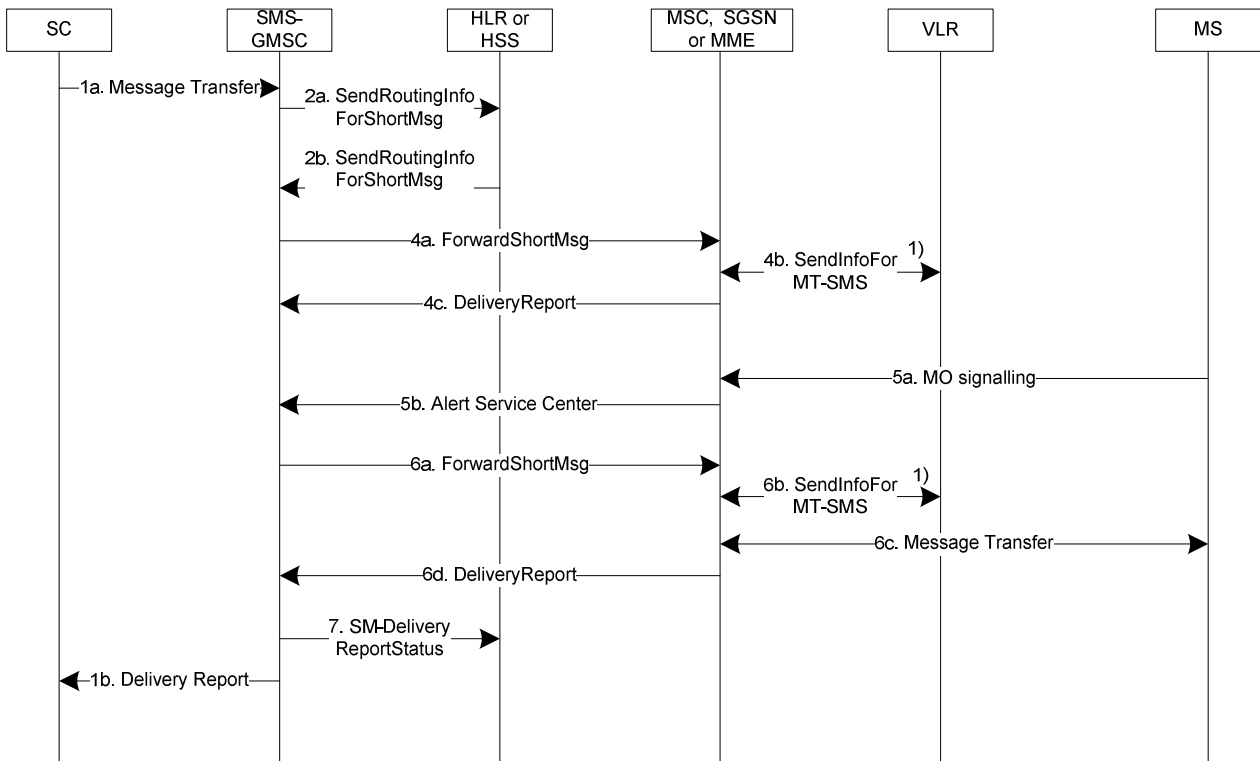 SC
SMS-
GMSC
HLR or
HSS
MSC, SGSN
or MME
VLR
MS
1a. Message Transfer
2a. SendRoutingInfo
ForShortMsg
2b. SendRoutingInfo
ForShortMsg
4a. ForwardShortMsg
4b. SendInfoFor 1)
MT-SMS
4c. DeliveryReport
5a. MO signalling
5b. Alert Service Center
6a. ForwardShortMsg
6b. SendInfoFor 1)
MT-SMS
6c. Message Transfer
6d. DeliveryReport
7. SM-Delivery
ReportStatus
1b. Delivery Report